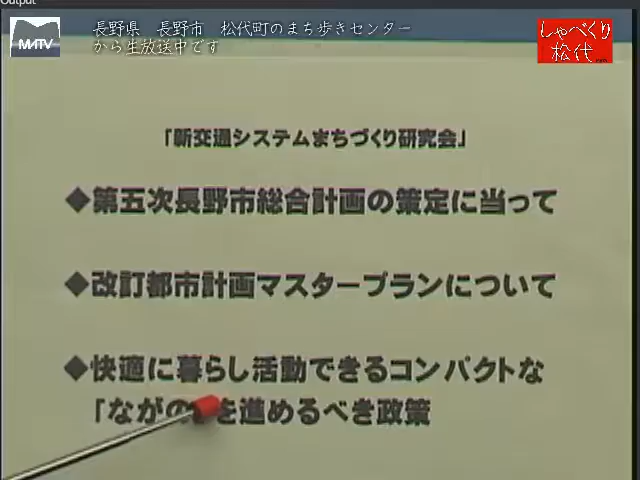 Output
長野県　長野市　松代町のまち歩きセンター
から生放送中です
MATV
しゃべくり
松代
「新交通システムまちづくり研究会」
◆第五次長野市総合計画の策定に当って
◆改訂都市計画マスタープランについて
◆快適に暮らし活動できるコンパクトな
「ながの を進めるべき政策